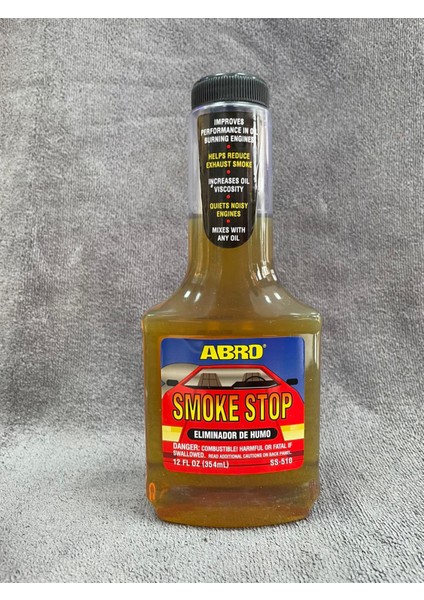 IMPROVES
PERFORMANCE IN OIL
BURNING ENGINES
HELPS REDUCE
EXHAUST SMOKE
INCREASES OIL
VISCOSITY
QUIETS NOISY
ENGINES
MIXES WITH
ANY OIL
ABRO®
SMOKE STOP
ELIMINADOR DE HUMO
DANGER: COMBUSTIBLE! HARMFUL OR FATAL IF
SWALLOWED. READ ADDITIONAL CAUTIONS ON BACK PANEL.
12 FL OZ (354mL) SS-510